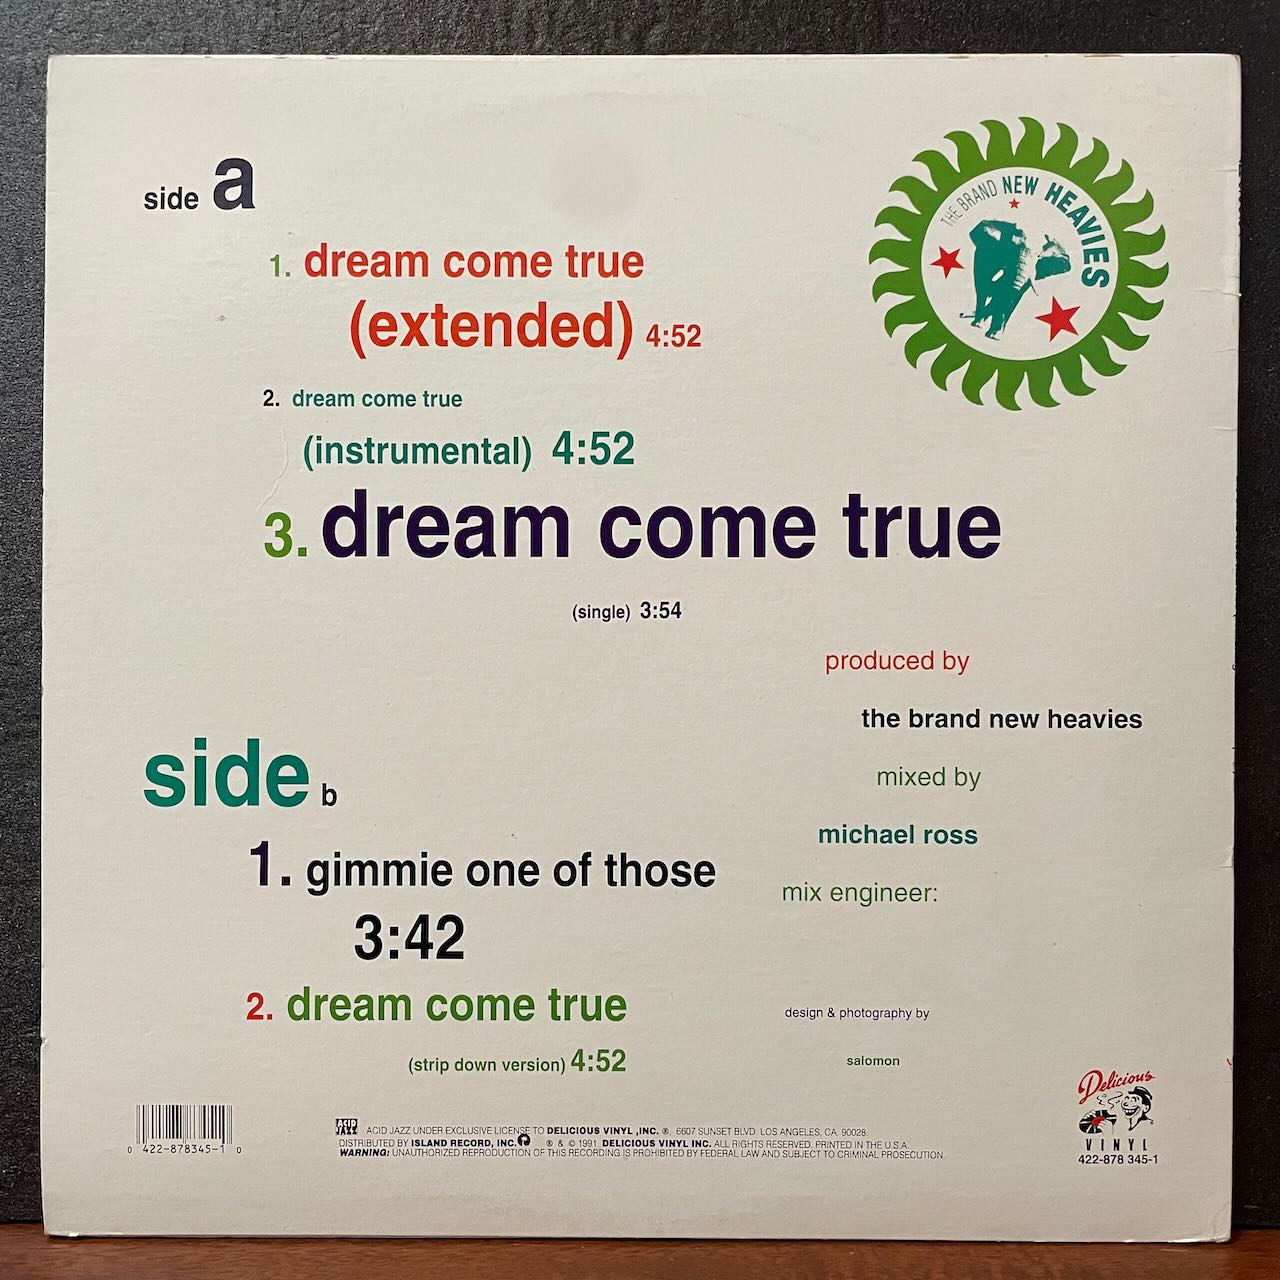 side a
1. dream come true
(extended) 4:52
2. dream come true
(instrumental) 4:52
3. dream come true
(single) 3:54
THE BRAND NEW HEAVIES
produced by
the brand new heavies
mixed by
michael ross
mix engineer:
side b
1. gimmie one of those
3:42
2. dream come true
(strip down version) 4:52
design & photography by
salomon
0 422-878345-1 0
ACID JAZZ
ACID JAZZ UNDER EXCLUSIVE LICENSE TO DELICIOUS VINYL ,INC. ®. 6607 SUNSET BLVD. LOS ANGELES, CA. 90028.
DISTRIBUTED BY ISLAND RECORD, INC. ℗ & © 1991 DELICIOUS VINYL INC. ALL RIGHTS RESERVED. PRINTED IN THE U.S.A.
WARNING: UNAUTHORIZED REPRODUCTION OF THIS RECORDING IS PROHIBITED BY FEDERAL LAW AND SUBJECT TO CRIMINAL PROSECUTION.
Delicious
VINYL
422-878 345-1